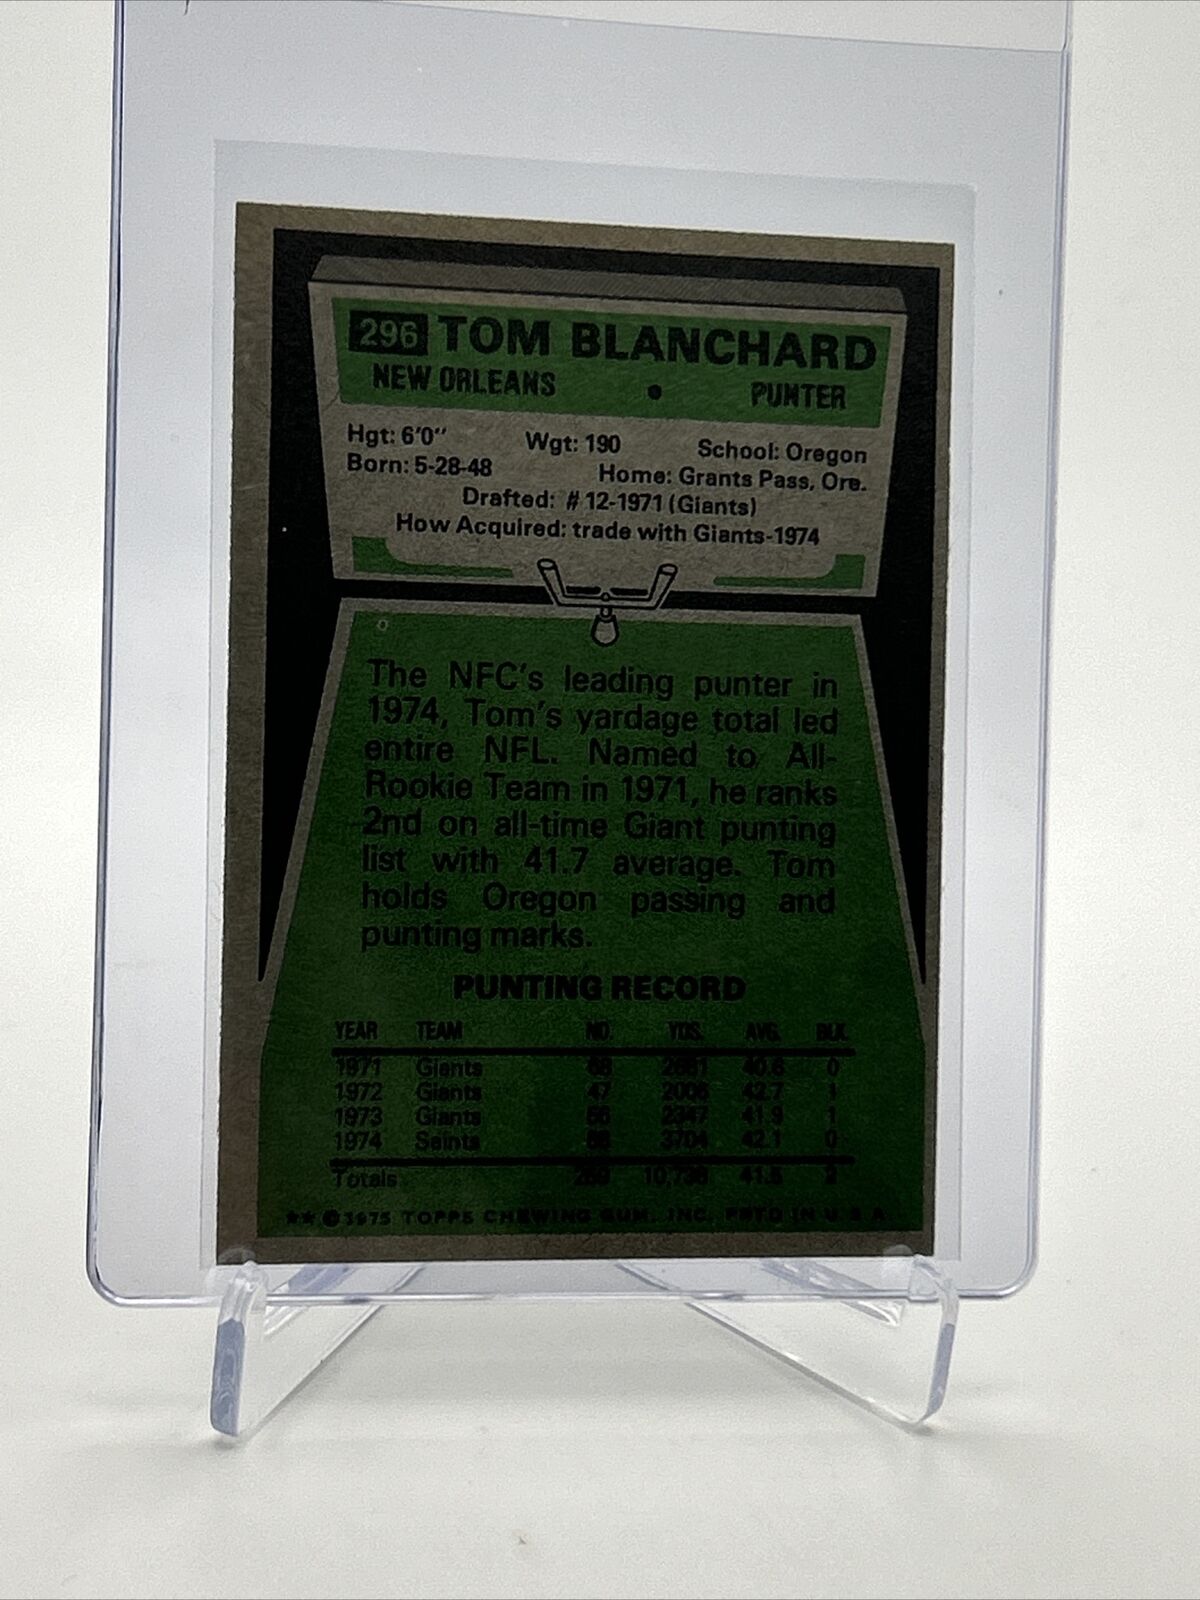 296 TOM BLANCHARD
NEW ORLEANS • PUNTER
Hgt: 6'0" Wgt: 190 School: Oregon
Born: 5-28-48 Home: Grants Pass, Ore.
Drafted: #12-1971 (Giants)
How Acquired: trade with Giants-1974
The NFC's leading punter in
1974, Tom's yardage total led
entire NFL. Named to All-
Rookie Team in 1971, he ranks
2nd on all-time Giant punting
list with 41.7 average. Tom
holds Oregon passing and
punting marks.
PUNTING RECORD
YEAR TEAM NO. YDS. AVG. BLK.
1971 Giants 40.6 0
1972 Giants 47 2006 42.7 1
1973 Giants 2347 41.9 1
1974 Saints 3704 42.1 0
Totals 2
★★ © 1975 TOPPS CHEWING GUM, INC. PRTD IN U S A